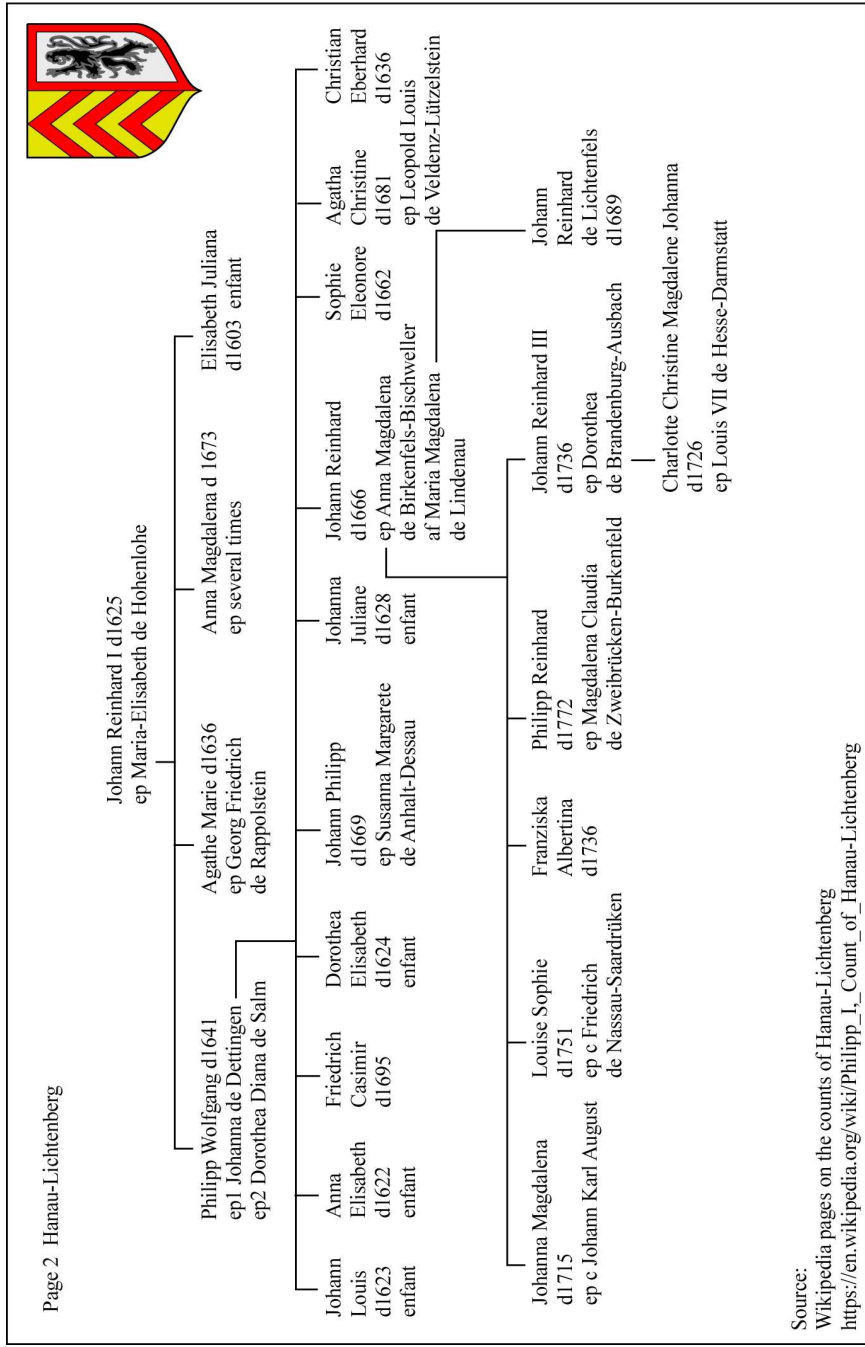 Page 2  Hanau-Lichtenberg
Johann Reinhard I d1625
ep Maria-Elisabeth de Hohenlohe
Philipp Wolfgang d1641
ep1 Johanna de Dettingen
ep2 Dorothea Diana de Salm
Agathe Marie d1636
ep Georg Friedrich
de Rappolstein
Anna Magdalena d 1673
ep several times
Elisabeth Juliana
d1603  enfant
Johann
Louis
d1623
enfant
Anna
Elisabeth
d1622
enfant
Friedrich
Casimir
d1695
Dorothea
Elisabeth
d1624
enfant
Johann Philipp
d1669
ep Susanna Margarete
de Anhalt-Dessau
Johanna
Juliane
d1628
enfant
Johann Reinhard
d1666
ep Anna Magdalena
de Birkenfels-Bischweller
af Maria Magdalena
de Lindenau
Sophie
Eleonore
d1662
Agatha
Christine
d1681
ep Leopold Louis
de Veldenz-Lützelstein
Christian
Eberhard
d1636
Johanna Magdalena
d1715
ep c Johann Karl August
Louise Sophie
d1751
ep c Friedrich
de Nassau-Saardrüken
Franziska
Albertina
d1736
Philipp Reinhard
d1772
ep Magdalena Claudia
de Zweibrücken-Burkenfeld
Johann Reinhard III
d1736
ep Dorothea
de Brandenburg-Ausbach
Johann
Reinhard
de Lichtenfels
d1689
Charlotte Christine Magdalene Johanna
d1726
ep Louis VII de Hesse-Darmstatt
Source:
Wikipedia pages on the counts of Hanau-Lichtenberg
https://en.wikipedia.org/wiki/Philipp_I,_Count_of_Hanau-Lichtenberg